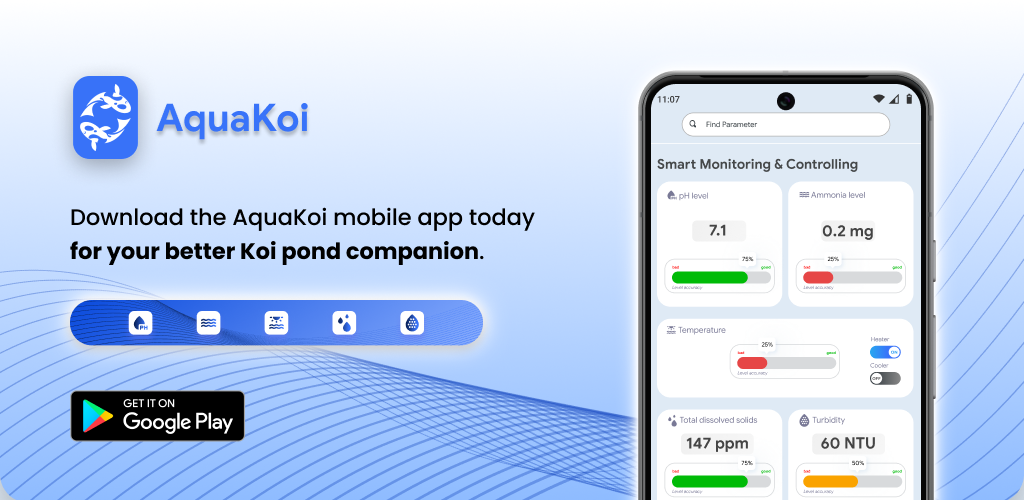 AquaKoi
Download the AquaKoi mobile app today
for your better Koi pond companion.
PH
GET IT ON
Google Play
11:07
Find Parameter
Smart Monitoring & Controlling
pH level
7.1
75%
bad good
Level accuracy
Ammonia level
0.2 mg
25%
bad good
Level accuracy
Temperature
25%
bad good
Level accuracy
Heater
ON
Cooler
OFF
Total dissolved solids
147 ppm
75%
bad good
Level accuracy
Turbidity
60 NTU
50%
bad good
Level accuracy